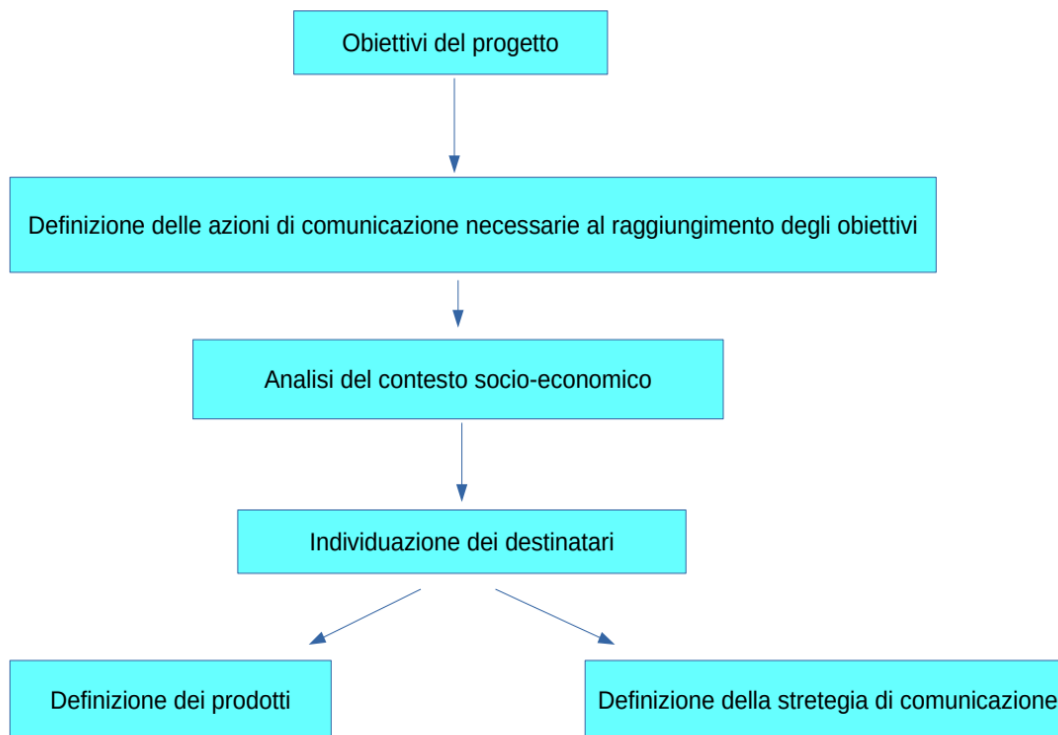 Obiettivi del progetto
Definizione delle azioni di comunicazione necessarie al raggiungimento degli obiettivi
Analisi del contesto socio-economico
Individuazione dei destinatari
Definizione dei prodotti
Definizione della stretegia di comunicazione